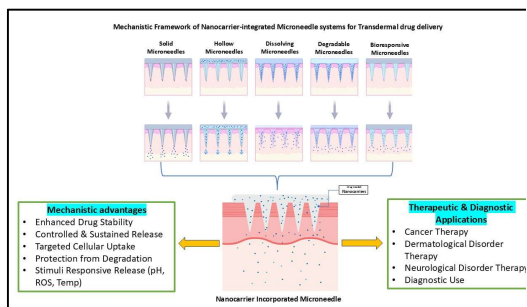 Mechanistic Framework of Nanocarrier-integrated Microneedle systems for Transdermal drug delivery
Solid
Microneedles
Hollow
Microneedles
Dissolving
Microneedles
Degradable
Microneedles
Bioresponsive
Microneedles
Nanocarriers
Mechanistic advantages
• Enhanced Drug Stability
• Controlled & Sustained Release
• Targeted Cellular Uptake
• Protection from Degradation
• Stimuli Responsive Release (pH,
ROS, Temp)
Therapeutic & Diagnostic
Applications
• Cancer Therapy
• Dermatological Disorder
Therapy
• Neurological Disorder Therapy
• Diagnostic Use
Nanocarrier Incorporated Microneedle